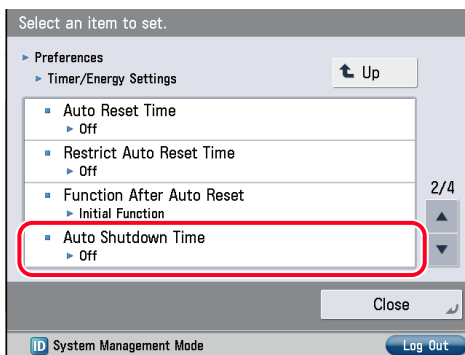 Select an item to set.
Preferences
Timer/Energy Settings
Up
Auto Reset Time
Off
Restrict Auto Reset Time
Off
Function After Auto Reset
Initial Function
2/4
Auto Shutdown Time
Off
Close
ID System Management Mode
Log Out